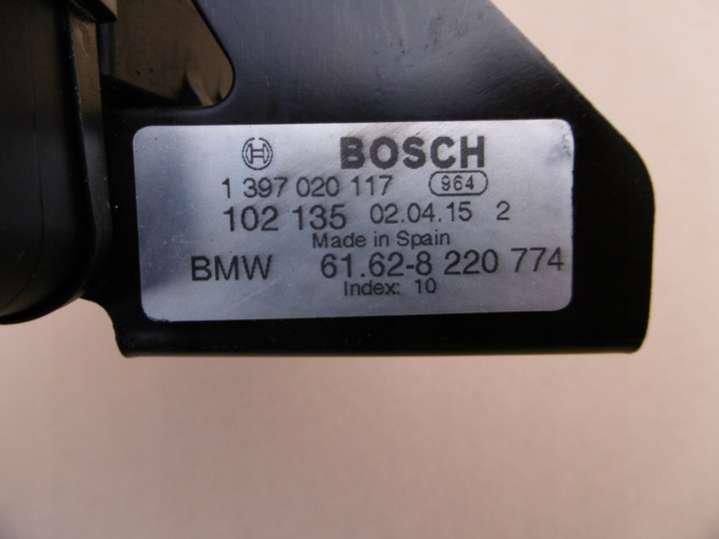 BOSCH
1 397 020 117 964
102 135 02.04.15 2
Made in Spain
BMW 61.62-8 220 774
Index: 10